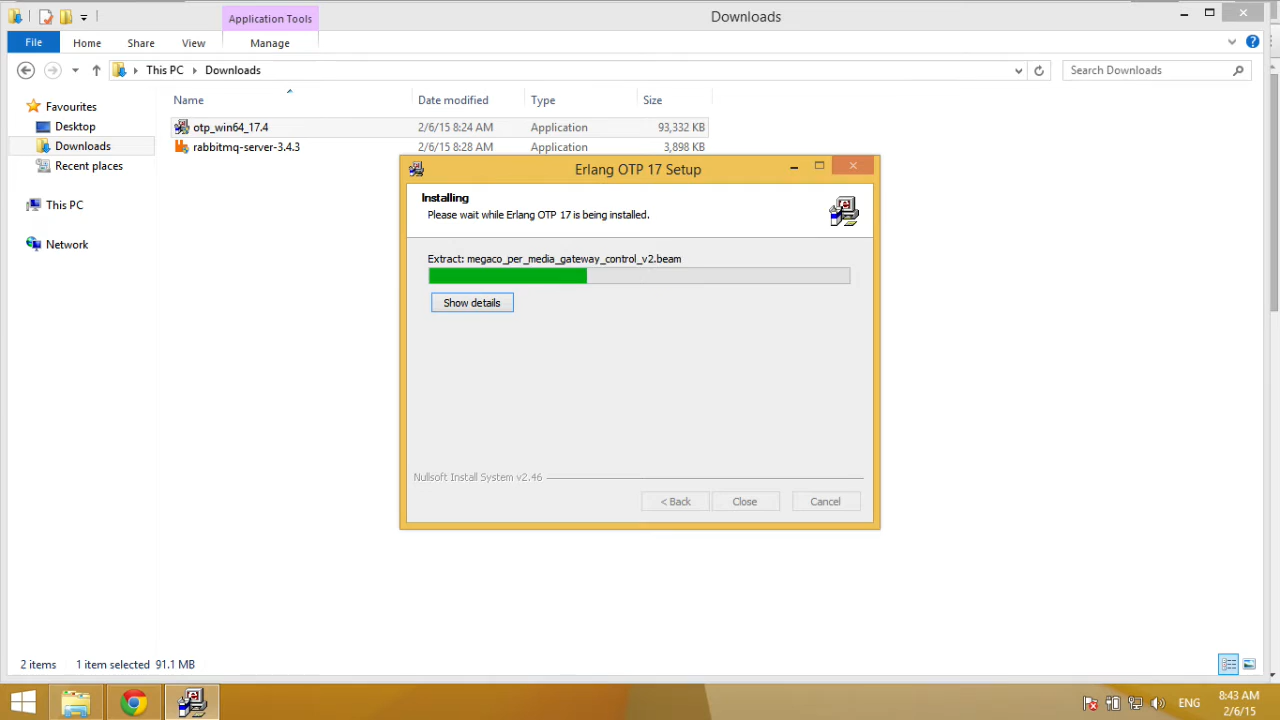 Application Tools
Downloads
File
Home
Share
View
Manage
This PC
Downloads
Search Downloads
Name
Date modified
Type
Size
Favourites
Desktop
Downloads
Recent places
This PC
Network
otp_win64_17.4
2/6/15 8:24 AM
Application
93,332 KB
rabbitmq-server-3.4.3
2/6/15 8:28 AM
Application
3,898 KB
Erlang OTP 17 Setup
Installing
Please wait while Erlang OTP 17 is being installed.
Extract: megaco_per_media_gateway_control_v2.beam
Show details
Nullsoft Install System v2.46
< Back
Close
Cancel
2 items
1 item selected 91.1 MB
ENG
8:43 AM
2/6/15